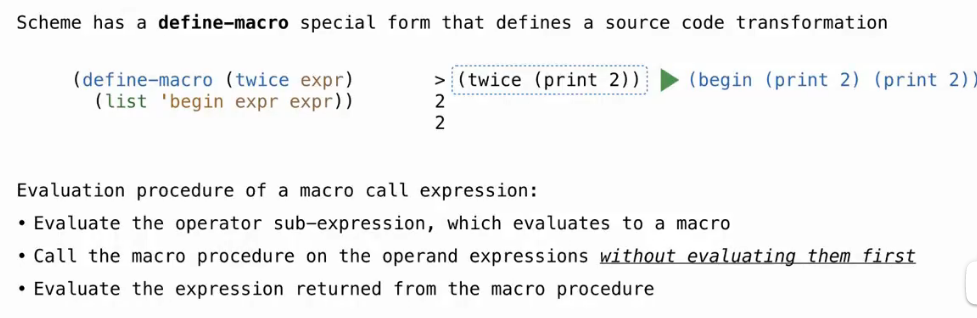 Scheme has a define-macro special form that defines a source code transformation
(define-macro (twice expr)
(list 'begin expr expr))
> (twice (print 2)) (begin (print 2) (print 2))
2
2
Evaluation procedure of a macro call expression:
• Evaluate the operator sub-expression, which evaluates to a macro
• Call the macro procedure on the operand expressions without evaluating them first
• Evaluate the expression returned from the macro procedure